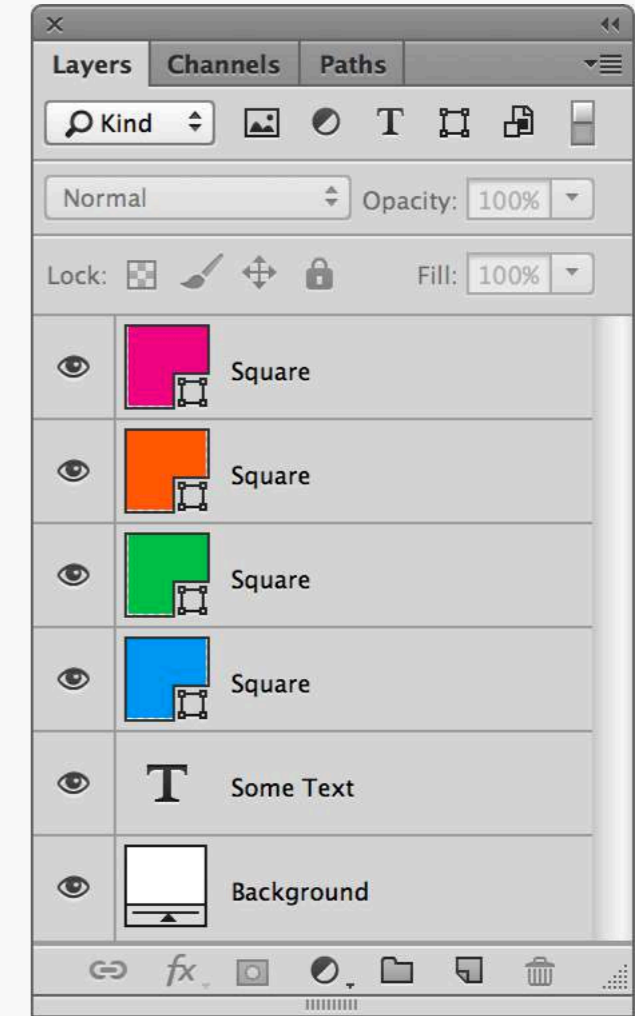 Layers Channels Paths
Kind T
Normal Opacity: 100%
Lock: Fill: 100%
Square
Square
Square
Square
T Some Text
Background
fx